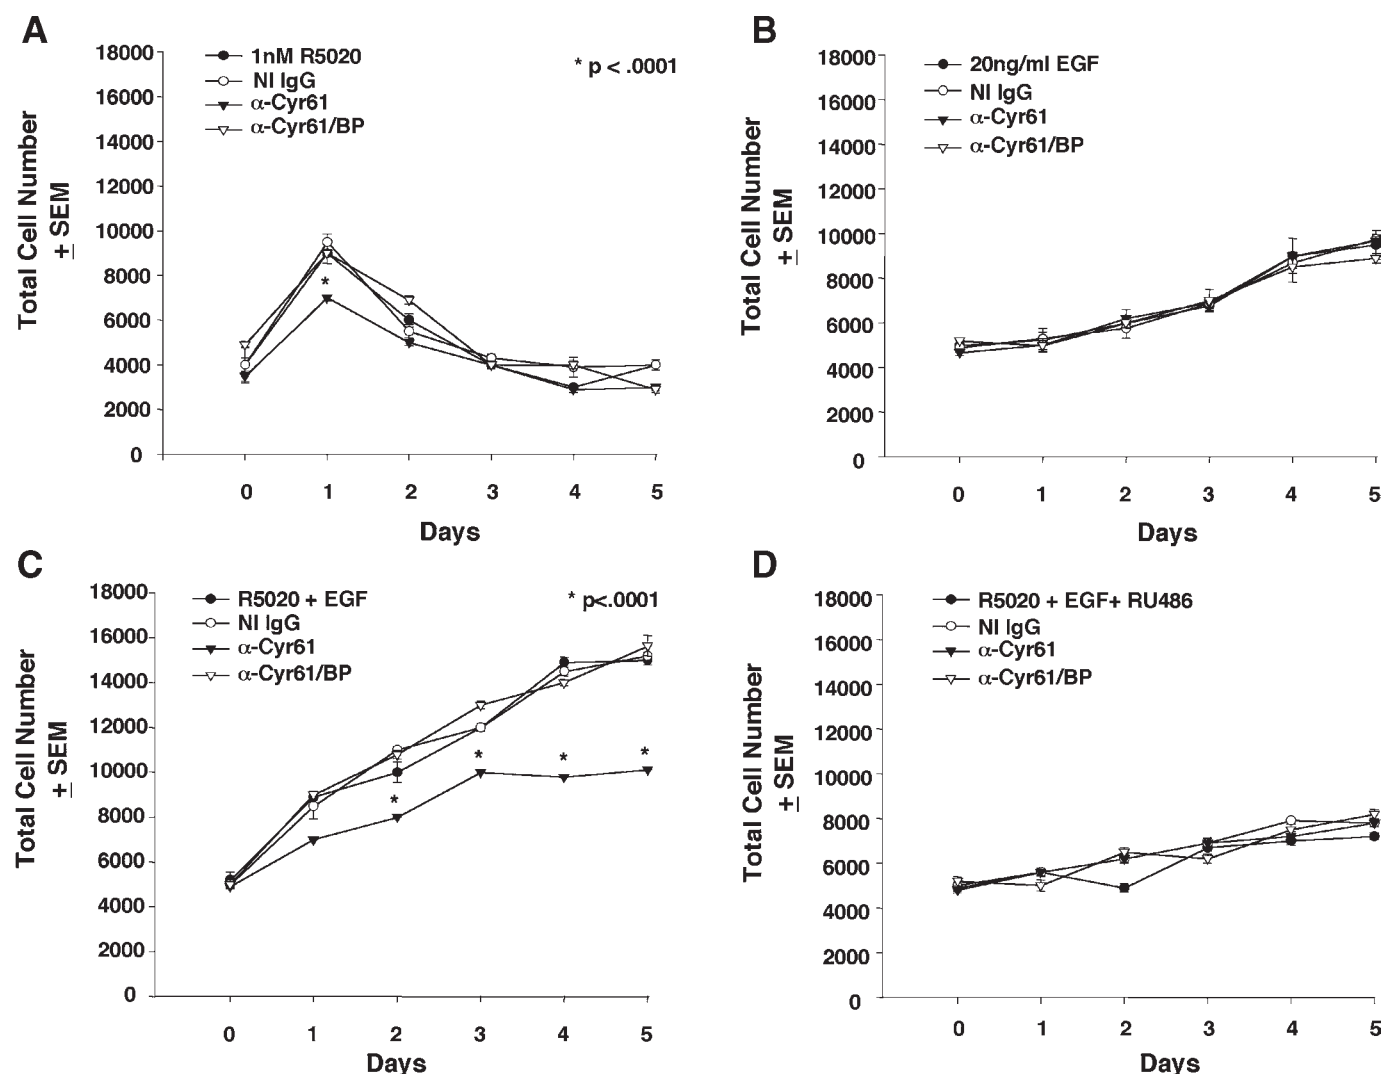 A
18000
16000
14000
12000
10000
8000
6000
4000
2000
0
Total Cell Number
± SEM
1nM R5020
NI IgG
α-Cyr61
α-Cyr61/BP
* p < .0001
*
0 1 2 3 4 5
Days
B
18000
16000
14000
12000
10000
8000
6000
4000
2000
0
Total Cell Number
± SEM
20ng/ml EGF
NI IgG
α-Cyr61
α-Cyr61/BP
0 1 2 3 4 5
Days
C
18000
16000
14000
12000
10000
8000
6000
4000
2000
0
Total Cell Number
± SEM
R5020 + EGF
NI IgG
α-Cyr61
α-Cyr61/BP
* p<.0001
* * * *
0 1 2 3 4 5
Days
D
18000
16000
14000
12000
10000
8000
6000
4000
2000
0
Total Cell Number
± SEM
R5020 + EGF+ RU486
NI IgG
α-Cyr61
α-Cyr61/BP
0 1 2 3 4 5
Days